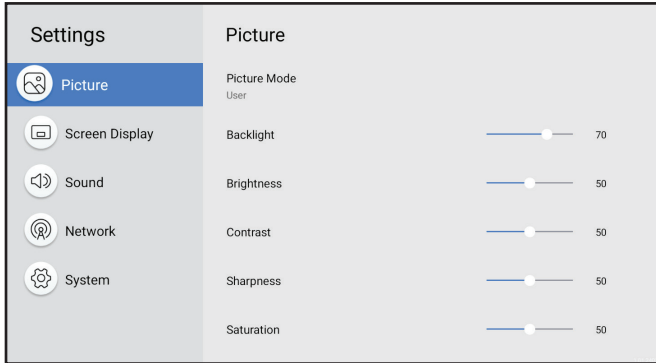 Settings
Picture
Screen Display
Sound
Network
System
Picture
Picture Mode
User
Backlight 70
Brightness 50
Contrast 50
Sharpness 50
Saturation 50